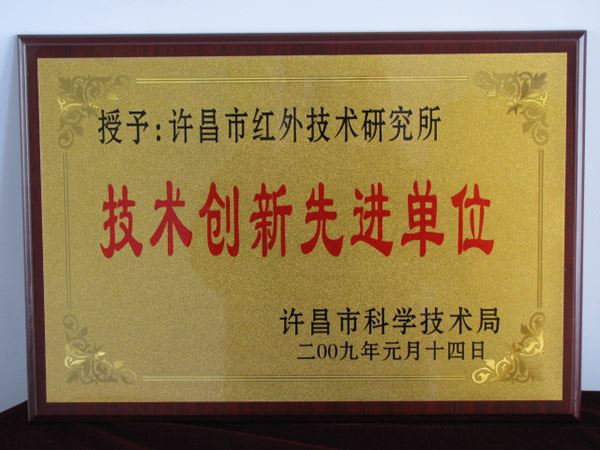 授予:许昌市红外技术研究所
技术创新先进单位
许昌市科学技术局
二00九年元月十四日